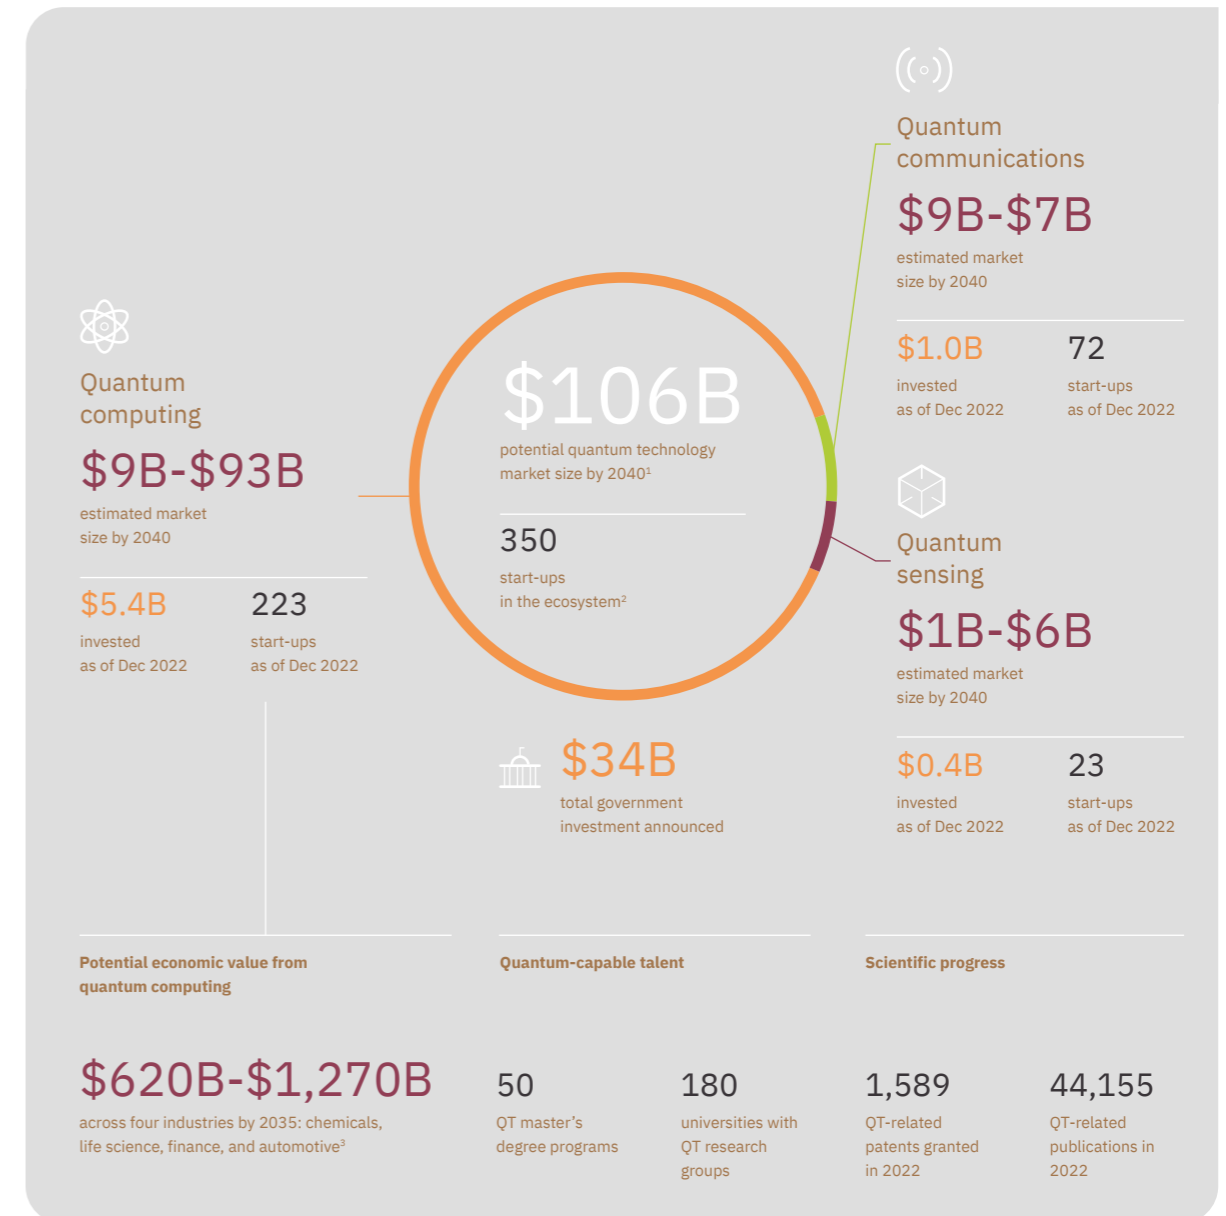 Quantum
communications
$9B-$7B
estimated market
size by 2040
$1.0B
invested
as of Dec 2022
72
start-ups
as of Dec 2022
Quantum
computing
$9B-$93B
estimated market
size by 2040
$5.4B
invested
as of Dec 2022
223
start-ups
as of Dec 2022
$106B
potential quantum technology
market size by 2040¹
350
start-ups
in the ecosystem²
Quantum
sensing
$1B-$6B
estimated market
size by 2040
$0.4B
invested
as of Dec 2022
23
start-ups
as of Dec 2022
$34B
total government
investment announced
Potential economic value from
quantum computing
$620B-$1,270B
across four industries by 2035: chemicals,
life science, finance, and automotive³
Quantum-capable talent
50
QT master’s
degree programs
180
universities with
QT research
groups
Scientific progress
1,589
QT-related
patents granted
in 2022
44,155
QT-related
publications in
2022